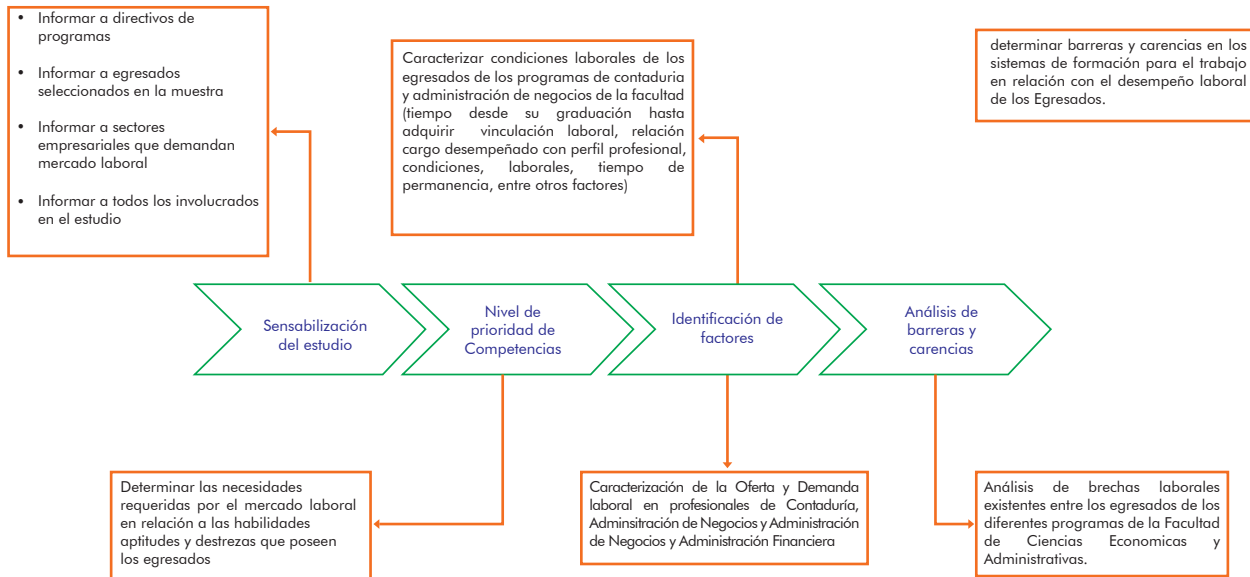 • Informar a directivos de
programas
• Informar a egresados
seleccionados en la muestra
• Informar a sectores
empresariales que demandan
mercado laboral
• Informar a todos los involucrados
en el estudio
Caracterizar condiciones laborales de los
egresados de los programas de contaduria
y administración de negocios de la facultad
(tiempo desde su graduación hasta
adquirir vinculación laboral, relación
cargo desempeñado con perfil profesional,
condiciones, laborales, tiempo de
permanencia, entre otros factores)
determinar barreras y carencias en los
sistemas de formación para el trabajo
en relación con el desempeño laboral
de los Egresados.
Sensabilización
del estudio
Nivel de
prioridad de
Competencias
Identificación de
factores
Análisis de
barreras y
carencias
Determinar las necesidades
requeridas por el mercado laboral
en relación a las habilidades
aptitudes y destrezas que poseen
los egresados
Caracterización de la Oferta y Demanda
laboral en profesionales de Contaduría,
Adminsitración de Negocios y Administración
de Negocios y Administración Financiera
Análisis de brechas laborales
existentes entre los egresados de los
diferentes programas de la Facultad
de Ciencias Economicas y
Administrativas.